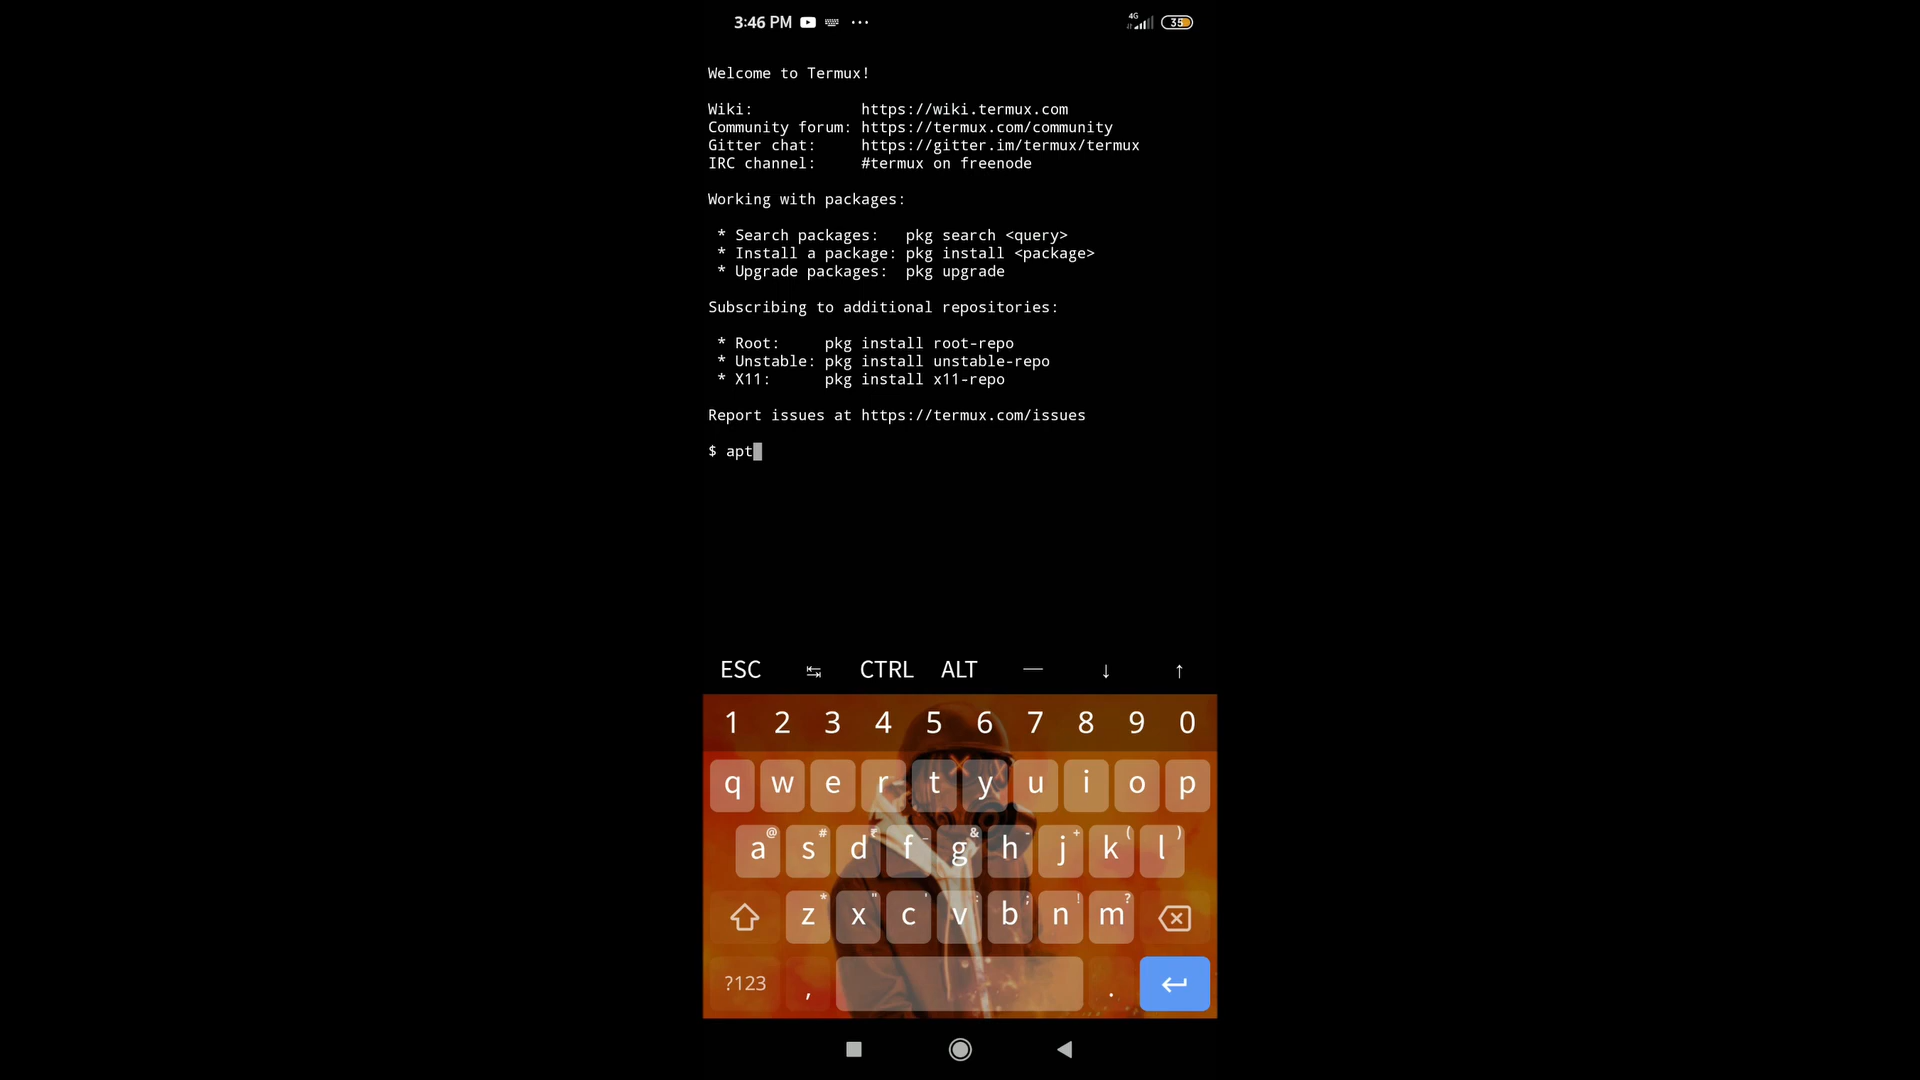 3:46 PM ... 4G 35
Welcome to Termux!
Wiki: https://wiki.termux.com
Community forum: https://termux.com/community
Gitter chat: https://gitter.im/termux/termux
IRC channel: #termux on freenode
Working with packages:
* Search packages: pkg search <query>
* Install a package: pkg install <package>
* Upgrade packages: pkg upgrade
Subscribing to additional repositories:
* Root: pkg install root-repo
* Unstable: pkg install unstable-repo
* X11: pkg install x11-repo
Report issues at https://termux.com/issues
$ apt
ESC ↹ CTRL ALT — ↓ ↑
1 2 3 4 5 6 7 8 9 0
q w e r t y u i o p
@ # ₹ _ & - + ( )
a s d f g h j k l
* " ' : ; ! ?
z x c v b n m
?123 , .